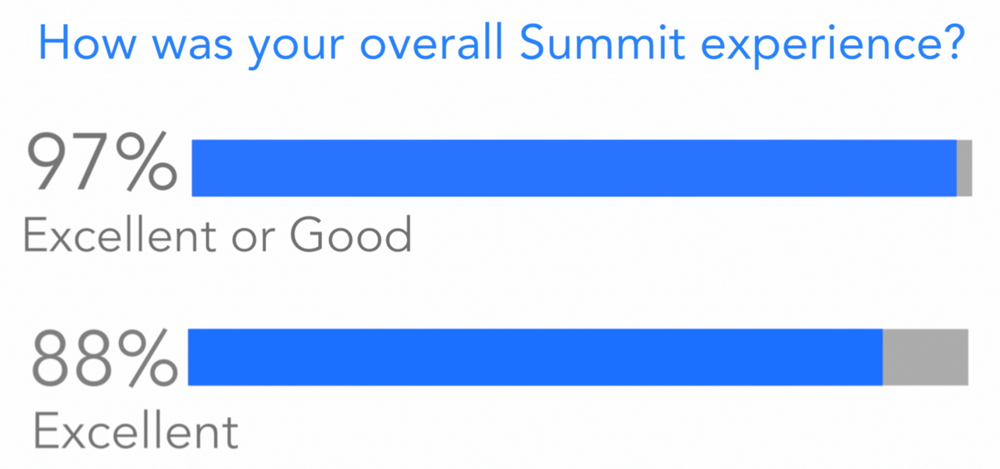 How was your overall Summit experience?
97%
Excellent or Good
88%
Excellent